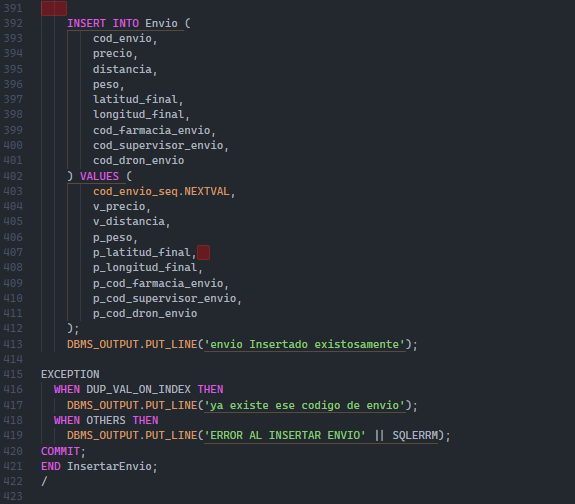 391
392 INSERT INTO Envio (
393 cod_envio,
394 precio,
395 distancia,
396 peso,
397 latitud_final,
398 longitud_final,
399 cod_farmacia_envio,
400 cod_supervisor_envio,
401 cod_dron_envio
402 ) VALUES (
403 cod_envio_seq.NEXTVAL,
404 v_precio,
405 v_distancia,
406 p_peso,
407 p_latitud_final,
408 p_longitud_final,
409 p_cod_farmacia_envio,
410 p_cod_supervisor_envio,
411 p_cod_dron_envio
412 );
413 DBMS_OUTPUT.PUT_LINE('envio Insertado existosamente');
414
415 EXCEPTION
416 WHEN DUP_VAL_ON_INDEX THEN
417 DBMS_OUTPUT.PUT_LINE('ya existe ese codigo de envio');
418 WHEN OTHERS THEN
419 DBMS_OUTPUT.PUT_LINE('ERROR AL INSERTAR ENVIO' || SQLERRM);
420 COMMIT;
421 END InsertarEnvio;
422 /
423